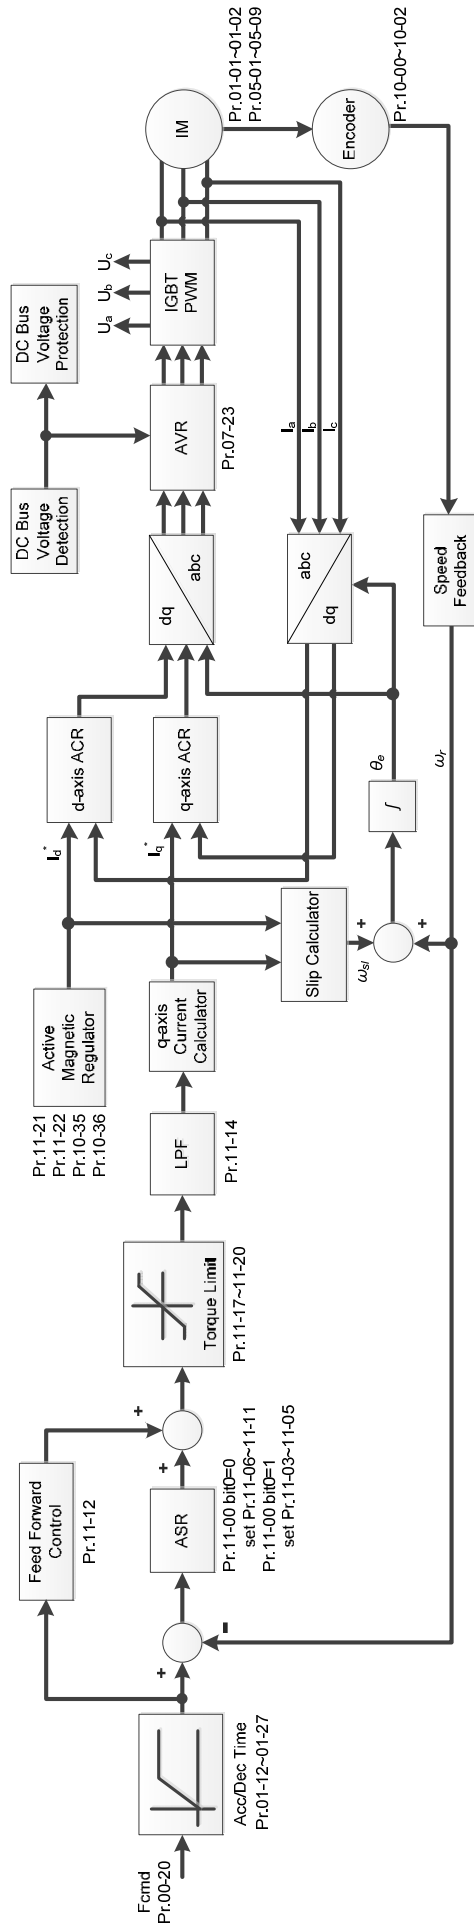 Fcmd
Pr.00-20
Acc/Dec Time
Pr.01-12~01-27
+
-
Feed Forward
Control
Pr.11-12
ASR
Pr.11-00 bit0=0
set Pr.11-06~11-11
Pr.11-00 bit0=1
set Pr.11-03~11-05
+
+
Torque Limit
Pr.11-17~11-20
LPF
Pr.11-14
Pr.11-21
Pr.11-22
Pr.10-35
Pr.10-36
Active
Magnetic
Regulator
q-axis
Current
Calculator
Slip Calculator
ωsl
+
+
∫
θe
ωr
Id*
Iq*
d-axis ACR
q-axis ACR
dq
abc
abc
dq
DC Bus
Voltage
Detection
DC Bus
Voltage
Protection
AVR
Pr.07-23
IGBT
PWM
Ua
Ub
Uc
Ia
Ib
Ic
IM
Pr.01-01~01-02
Pr.05-01~05-09
Encoder
Pr.10-00~10-02
Speed
Feedback